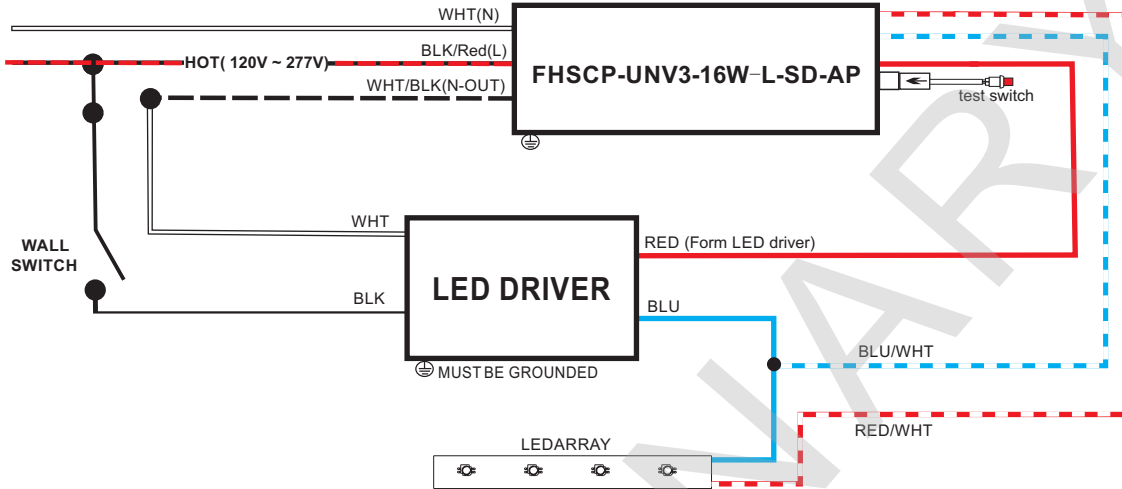 WHT(N)
BLK/Red(L)
HOT( 120V ~ 277V)
WHT/BLK(N-OUT)
FHSCP-UNV3-16W-L-SD-AP
test switch
WHT
RED (Form LED driver)
WALL
SWITCH
LED DRIVER
BLK
BLU
MUST BE GROUNDED
BLU/WHT
RED/WHT
LEDARRAY
NARY